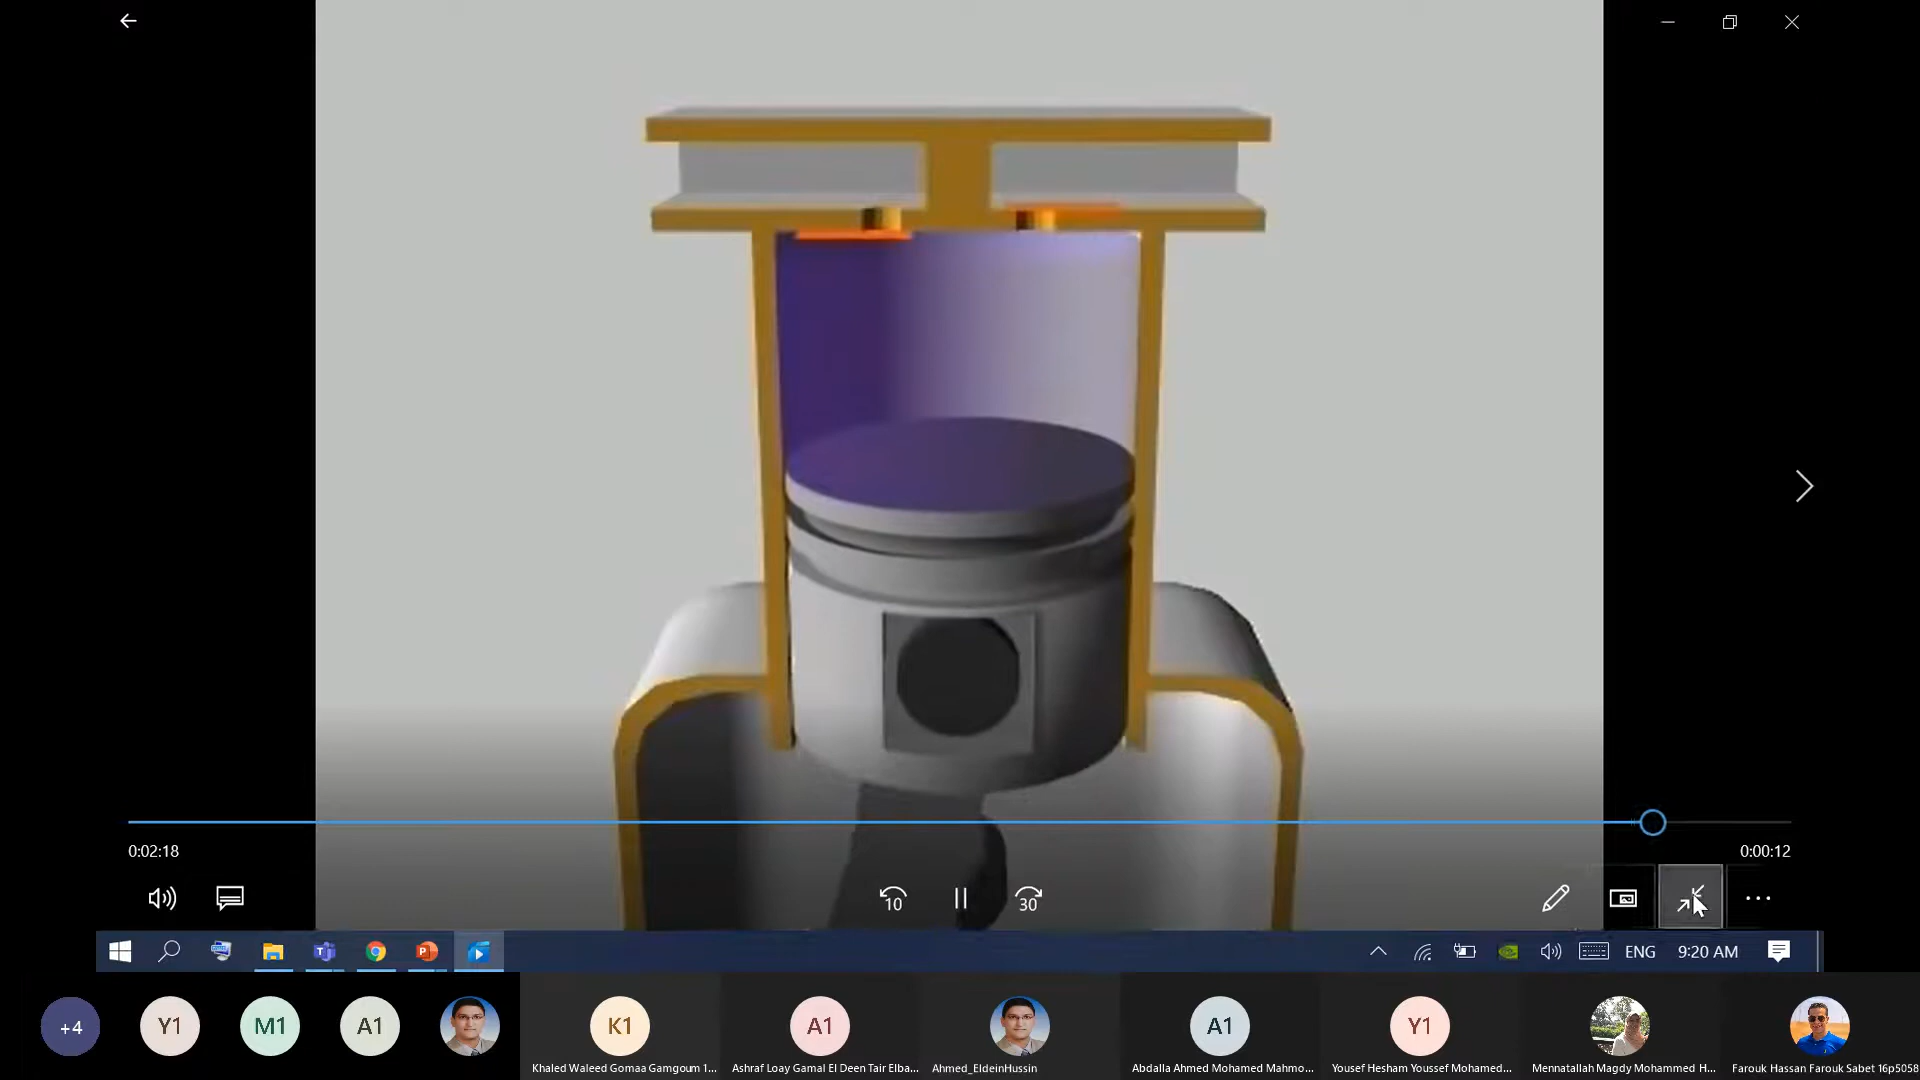 0:02:18
0:00:12
10
30
ENG
9:20 AM
+4
Y1
M1
A1
K1
A1
A1
Y1
Khaled Waleed Gomaa Gamgoum 1...
Ashraf Loay Gamal El Deen Tair Elba...
Ahmed_EldeinHussin
Abdalla Ahmed Mohamed Mahmo...
Yousef Hesham Youssef Mohamed...
Mennatallah Magdy Mohammed H...
Farouk Hassan Farouk Sabet 16p5058